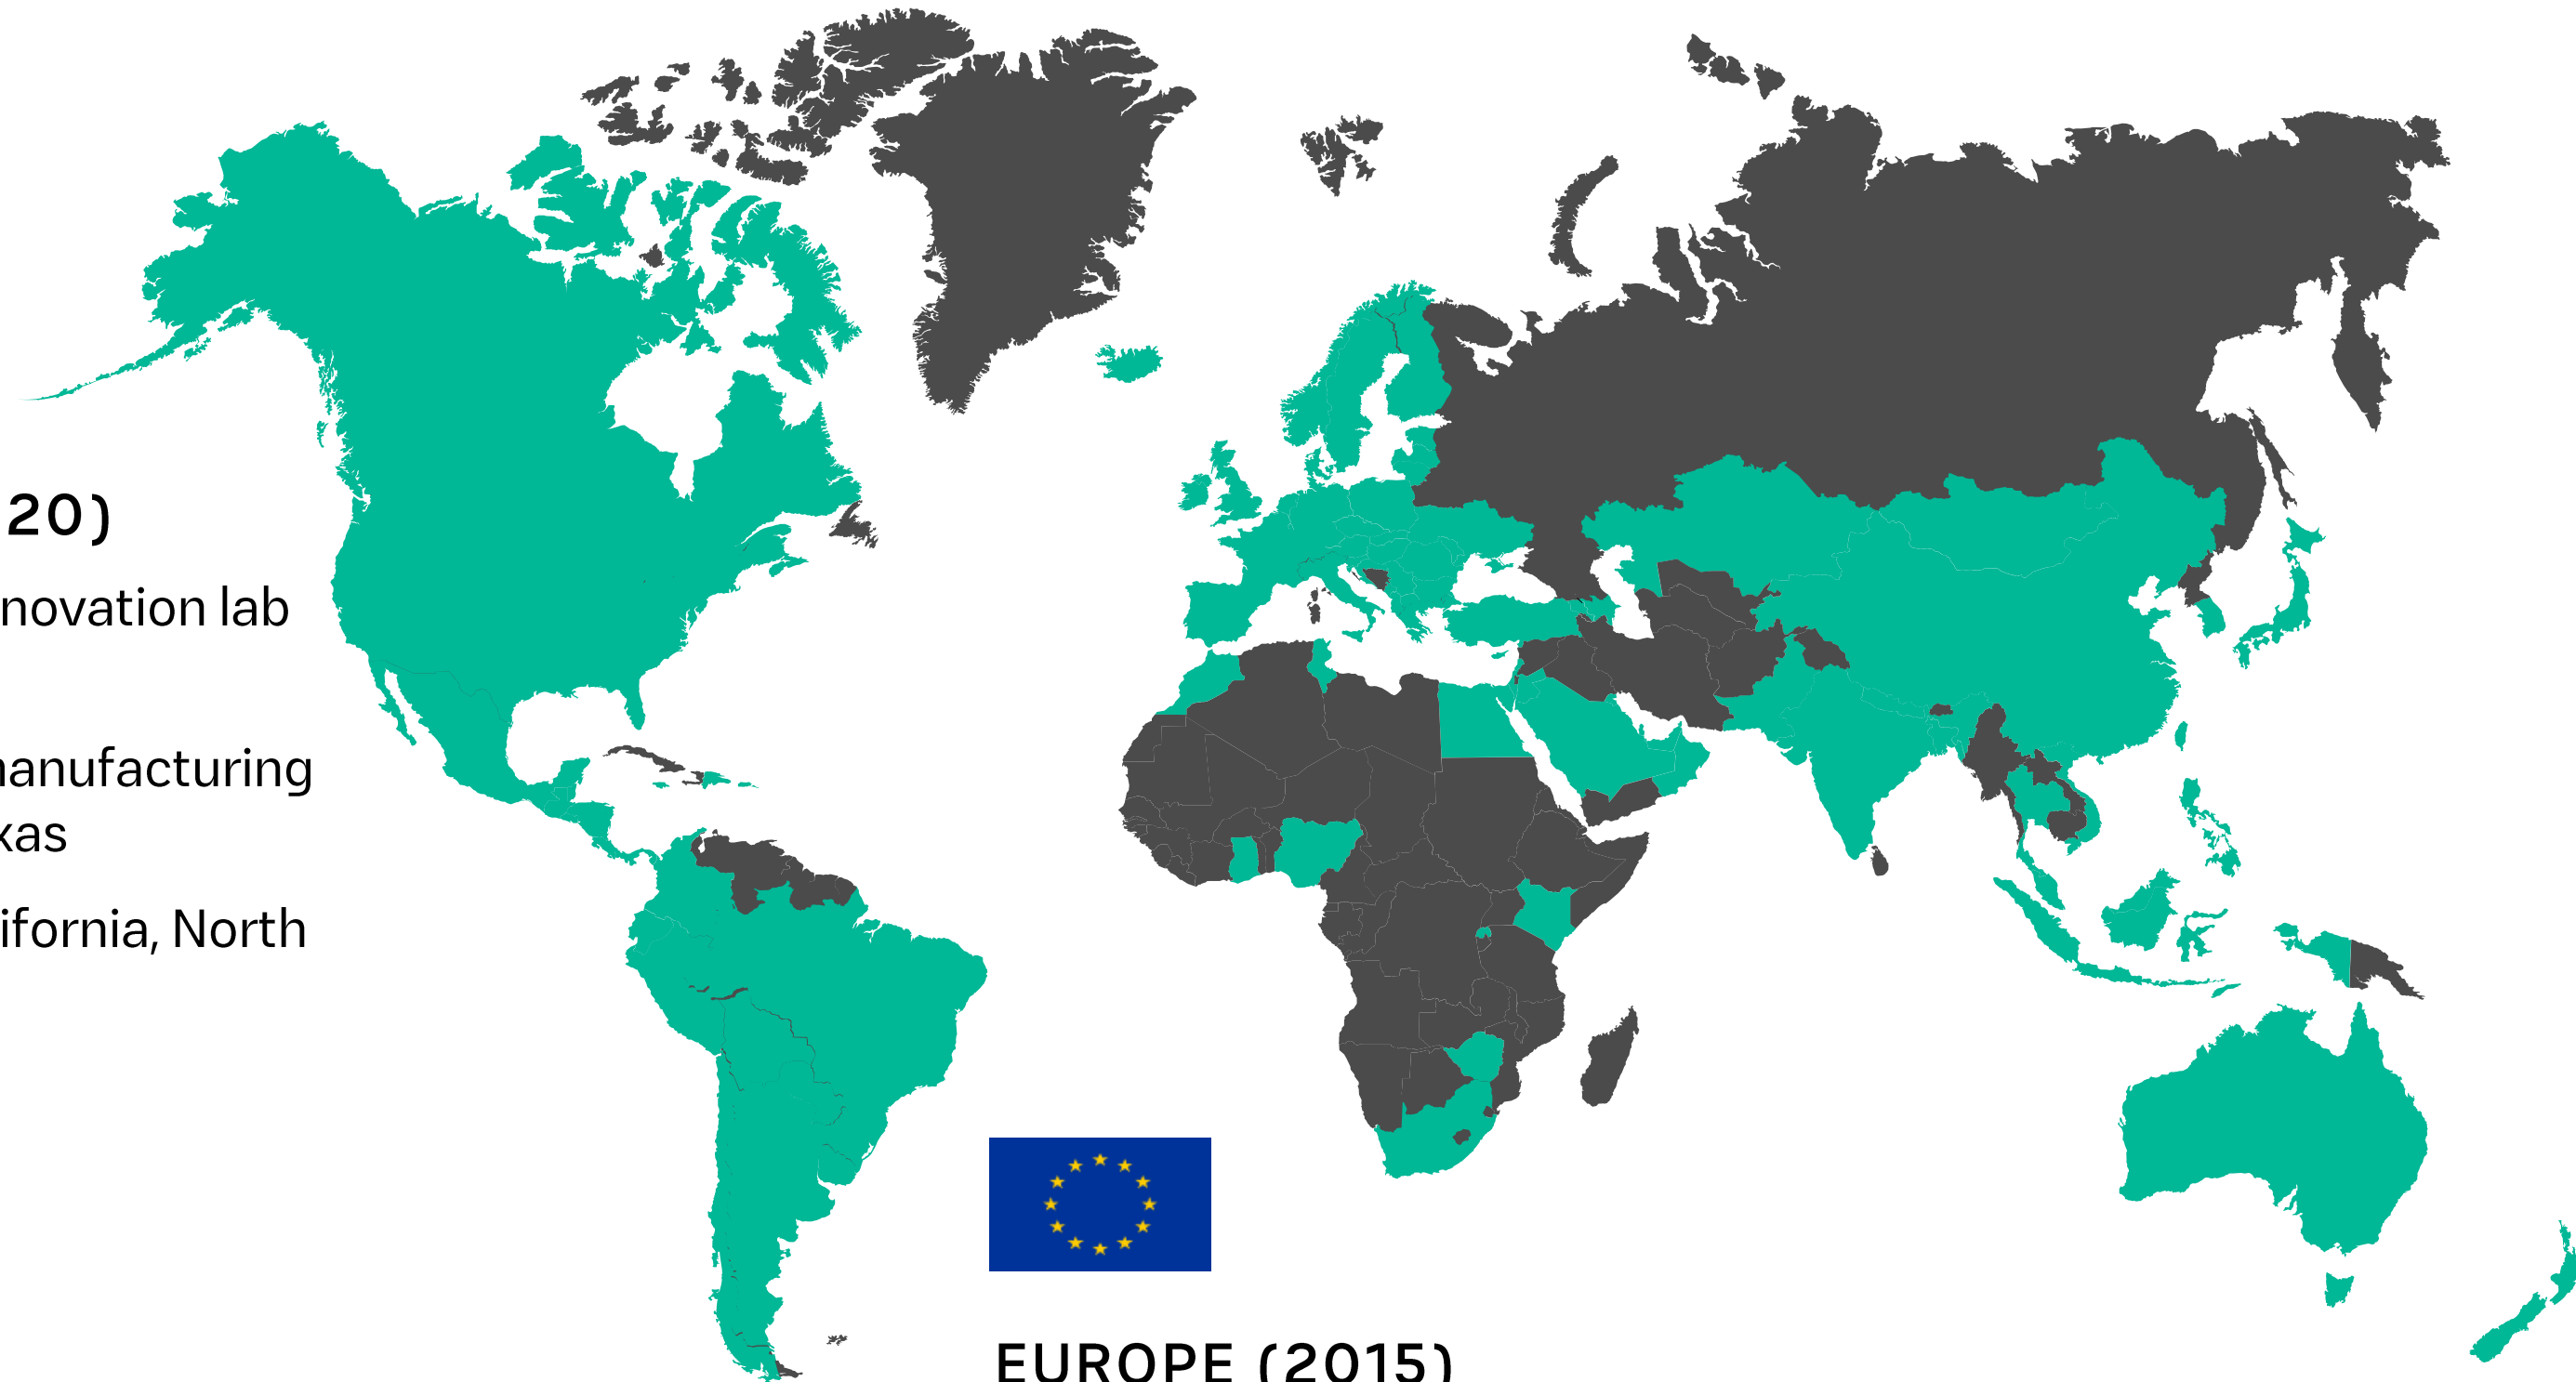 20)
novation lab
anufacturing
xas
ifornia, North
EUROPE (2015)